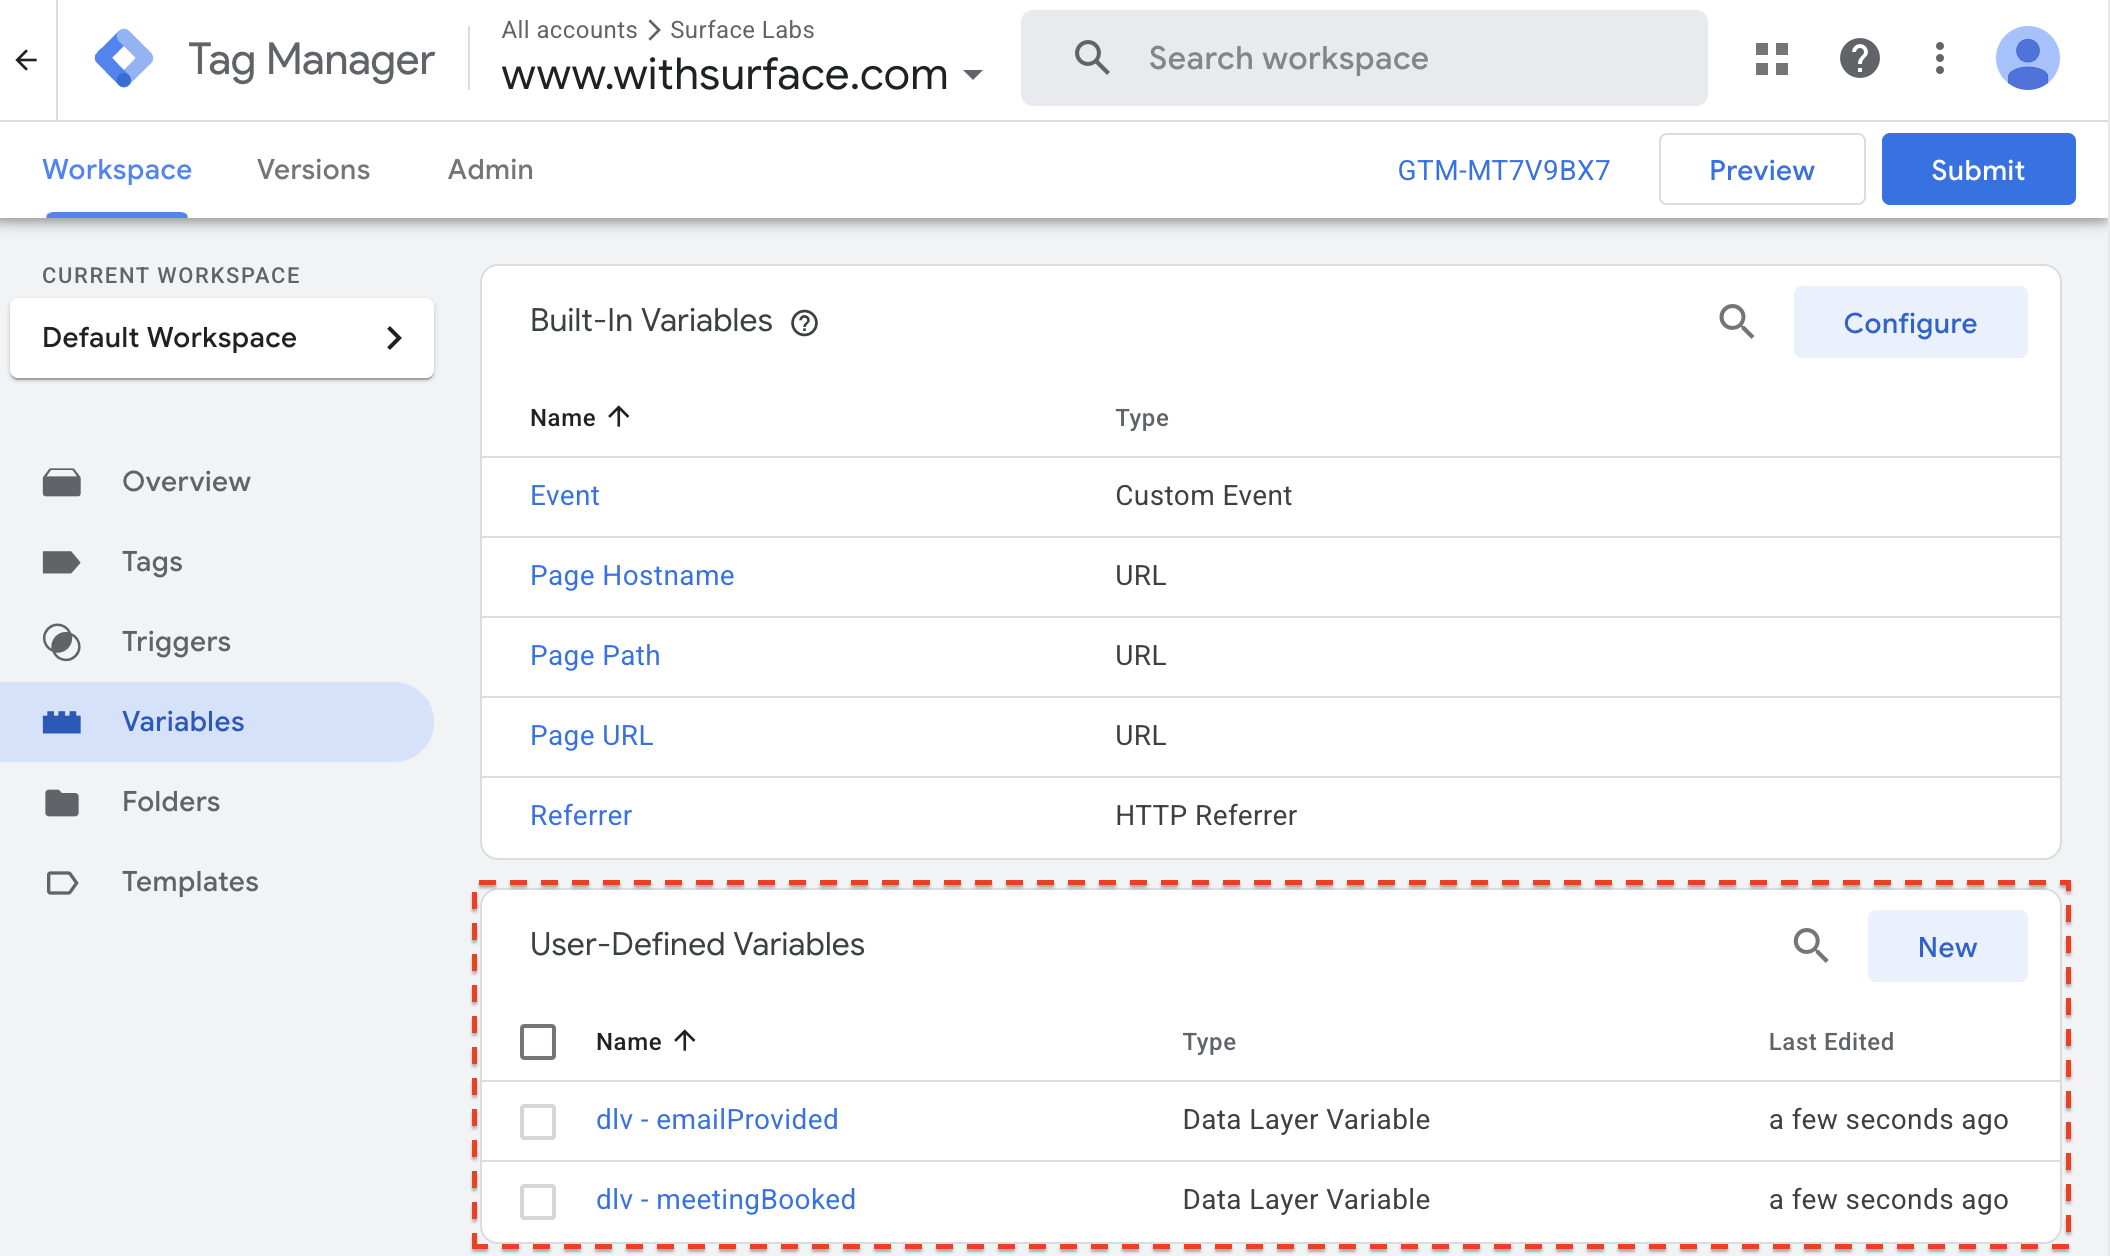 Tag Manager
All accounts > Surface Labs
www.withsurface.com
Search workspace
Workspace
Versions
Admin
GTM-MT7V9BX7
Preview
Submit
CURRENT WORKSPACE
Default Workspace
Overview
Tags
Triggers
Variables
Folders
Templates
Built-In Variables
Configure
Name Type
Event Custom Event
Page Hostname URL
Page Path URL
Page URL URL
Referrer HTTP Referrer
User-Defined Variables
New
Name Type Last Edited
dlv - emailProvided Data Layer Variable a few seconds ago
dlv - meetingBooked Data Layer Variable a few seconds ago